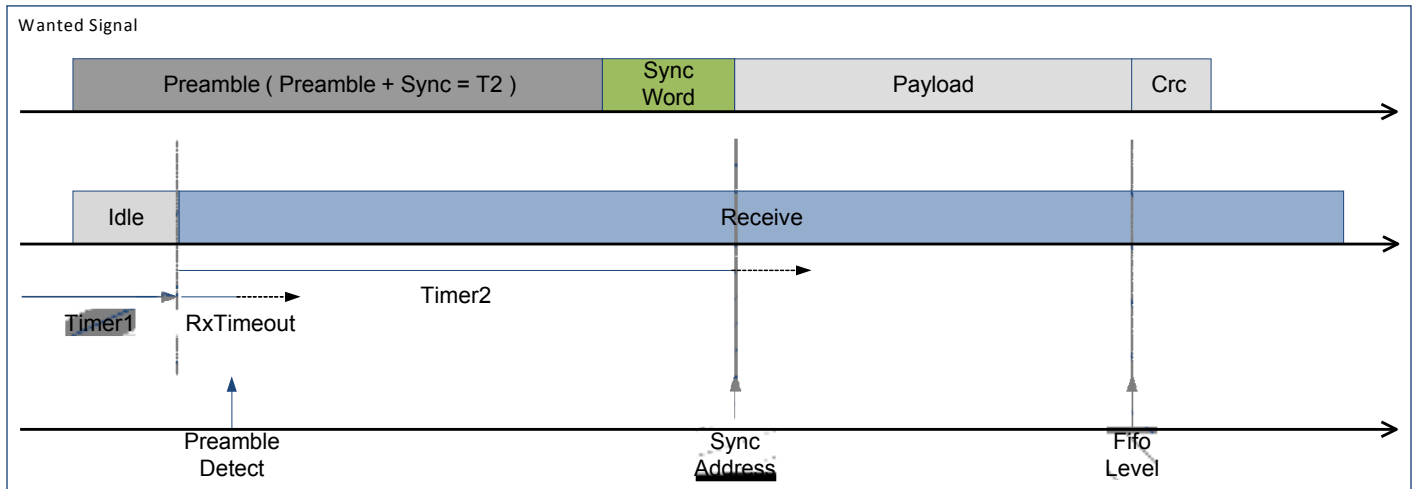 Wanted Signal
Preamble ( Preamble + Sync = T2 )
Sync
Word
Payload
Crc
Idle
Receive
Timer2
Timer1
RxTimeout
Preamble
Detect
Sync
Address
Fifo
Level